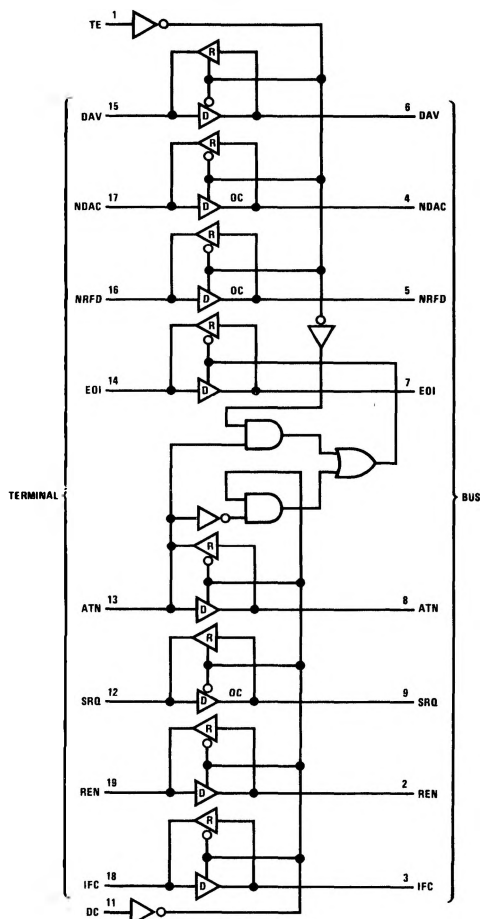 TE 1
R
DAV 15 D 6 DAV
R
NDAC 17 D OC 4 NDAC
R
NRFD 16 D OC 5 NRFD
R
EOI 14 D 7 EOI
TERMINAL BUS
R
ATN 13 D 8 ATN
R
SRQ 12 D OC 9 SRQ
R
REN 19 D 2 REN
R
IFC 18 D 3 IFC
DC 11